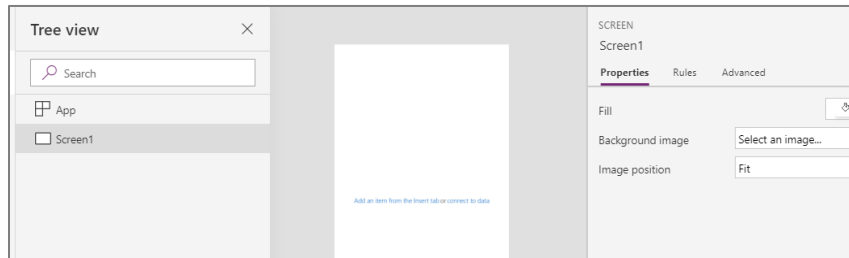 Tree view
Search
App
Screen1
Add an item from the Insert tab or connect to data
SCREEN
Screen1
Properties Rules Advanced
Fill
Background image Select an image...
Image position Fit